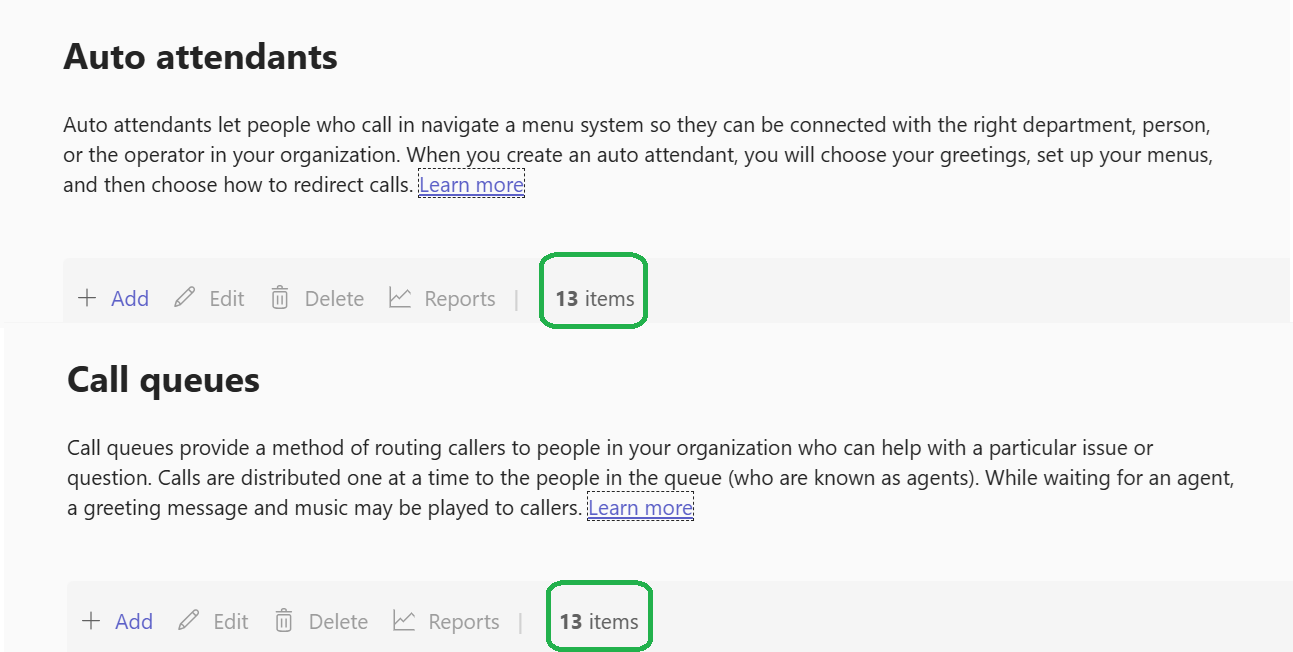 Auto attendants
Auto attendants let people who call in navigate a menu system so they can be connected with the right department, person,
or the operator in your organization. When you create an auto attendant, you will choose your greetings, set up your menus,
and then choose how to redirect calls. Learn more
Add Edit Delete Reports | 13 items
Call queues
Call queues provide a method of routing callers to people in your organization who can help with a particular issue or
question. Calls are distributed one at a time to the people in the queue (who are known as agents). While waiting for an agent,
a greeting message and music may be played to callers. Learn more
Add Edit Delete Reports | 13 items